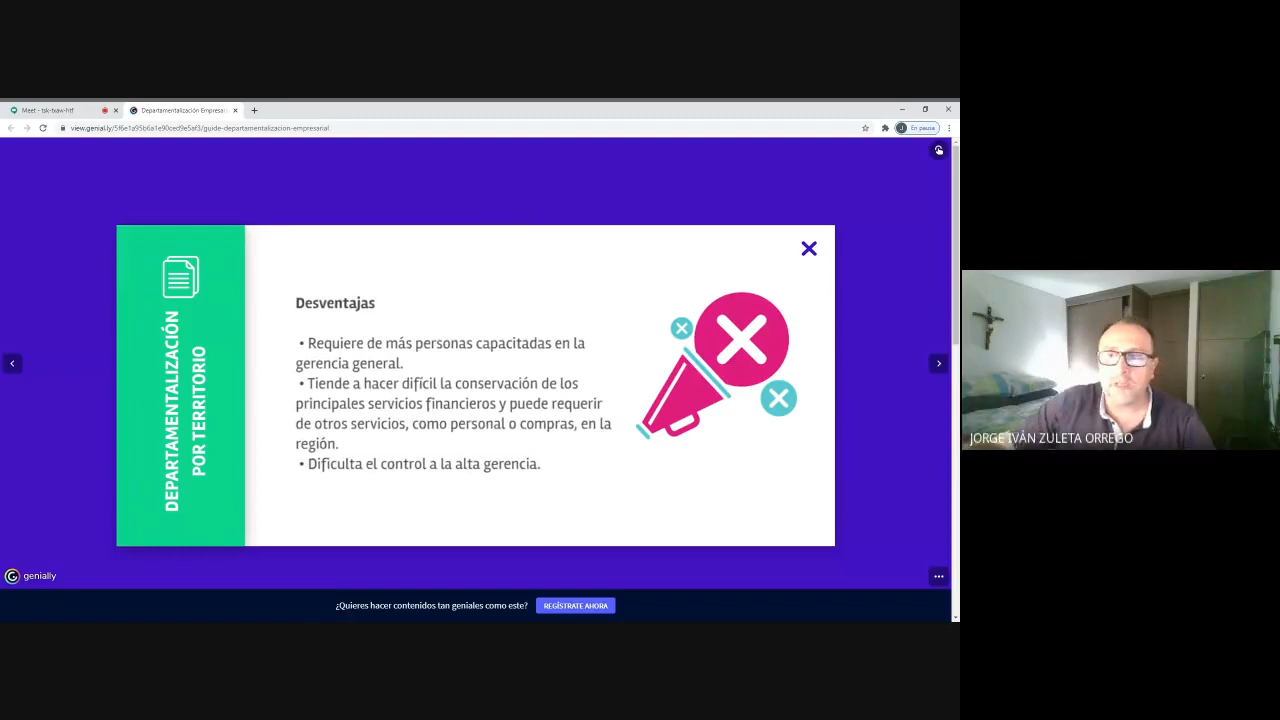 Meet - tsk-txaw-htf
Departamentalización Empresari
view.genial.ly/5f6e1a95b6a1e90ced9e5af3/guide-departamentalizacion-empresarial
J
En pausa
DEPARTAMENTALIZACIÓN
POR TERRITORIO
Desventajas
• Requiere de más personas capacitadas en la
gerencia general.
• Tiende a hacer difícil la conservación de los
principales servicios financieros y puede requerir
de otros servicios, como personal o compras, en la
región.
• Dificulta el control a la alta gerencia.
genially
¿Quieres hacer contenidos tan geniales como este?
REGÍSTRATE AHORA
JORGE IVÁN ZULETA ORREGO